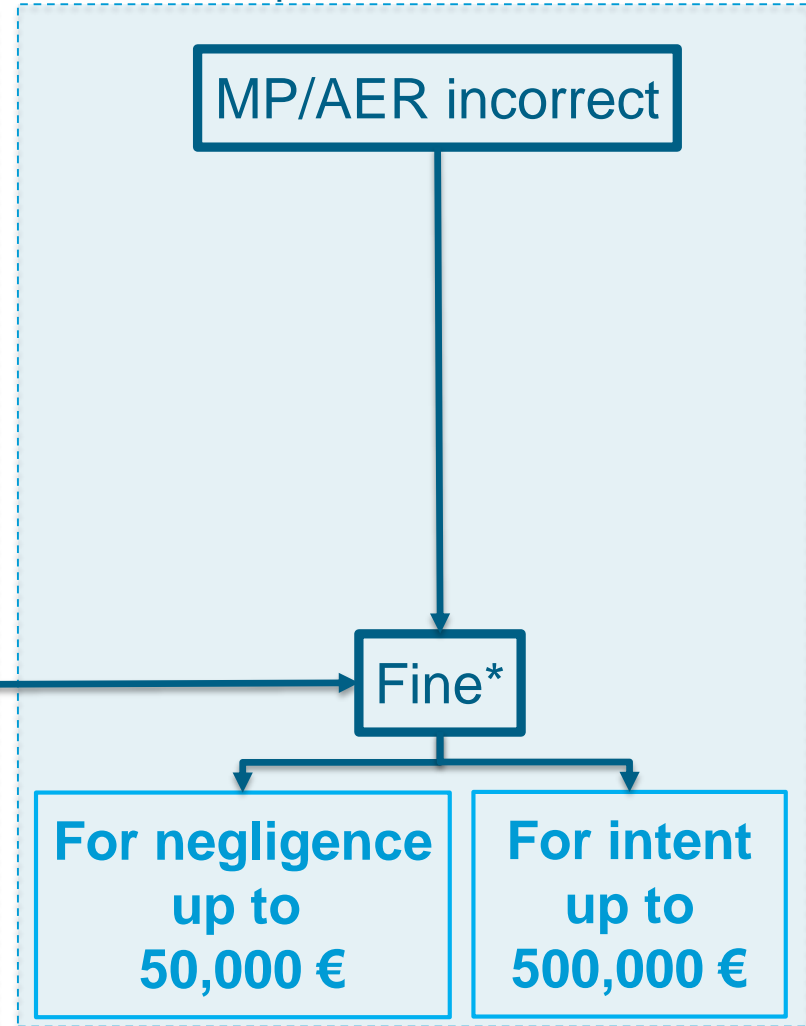 MP/AER incorrect
Fine*
For negligence
up to
50,000 €
For intent
up to
500,000 €